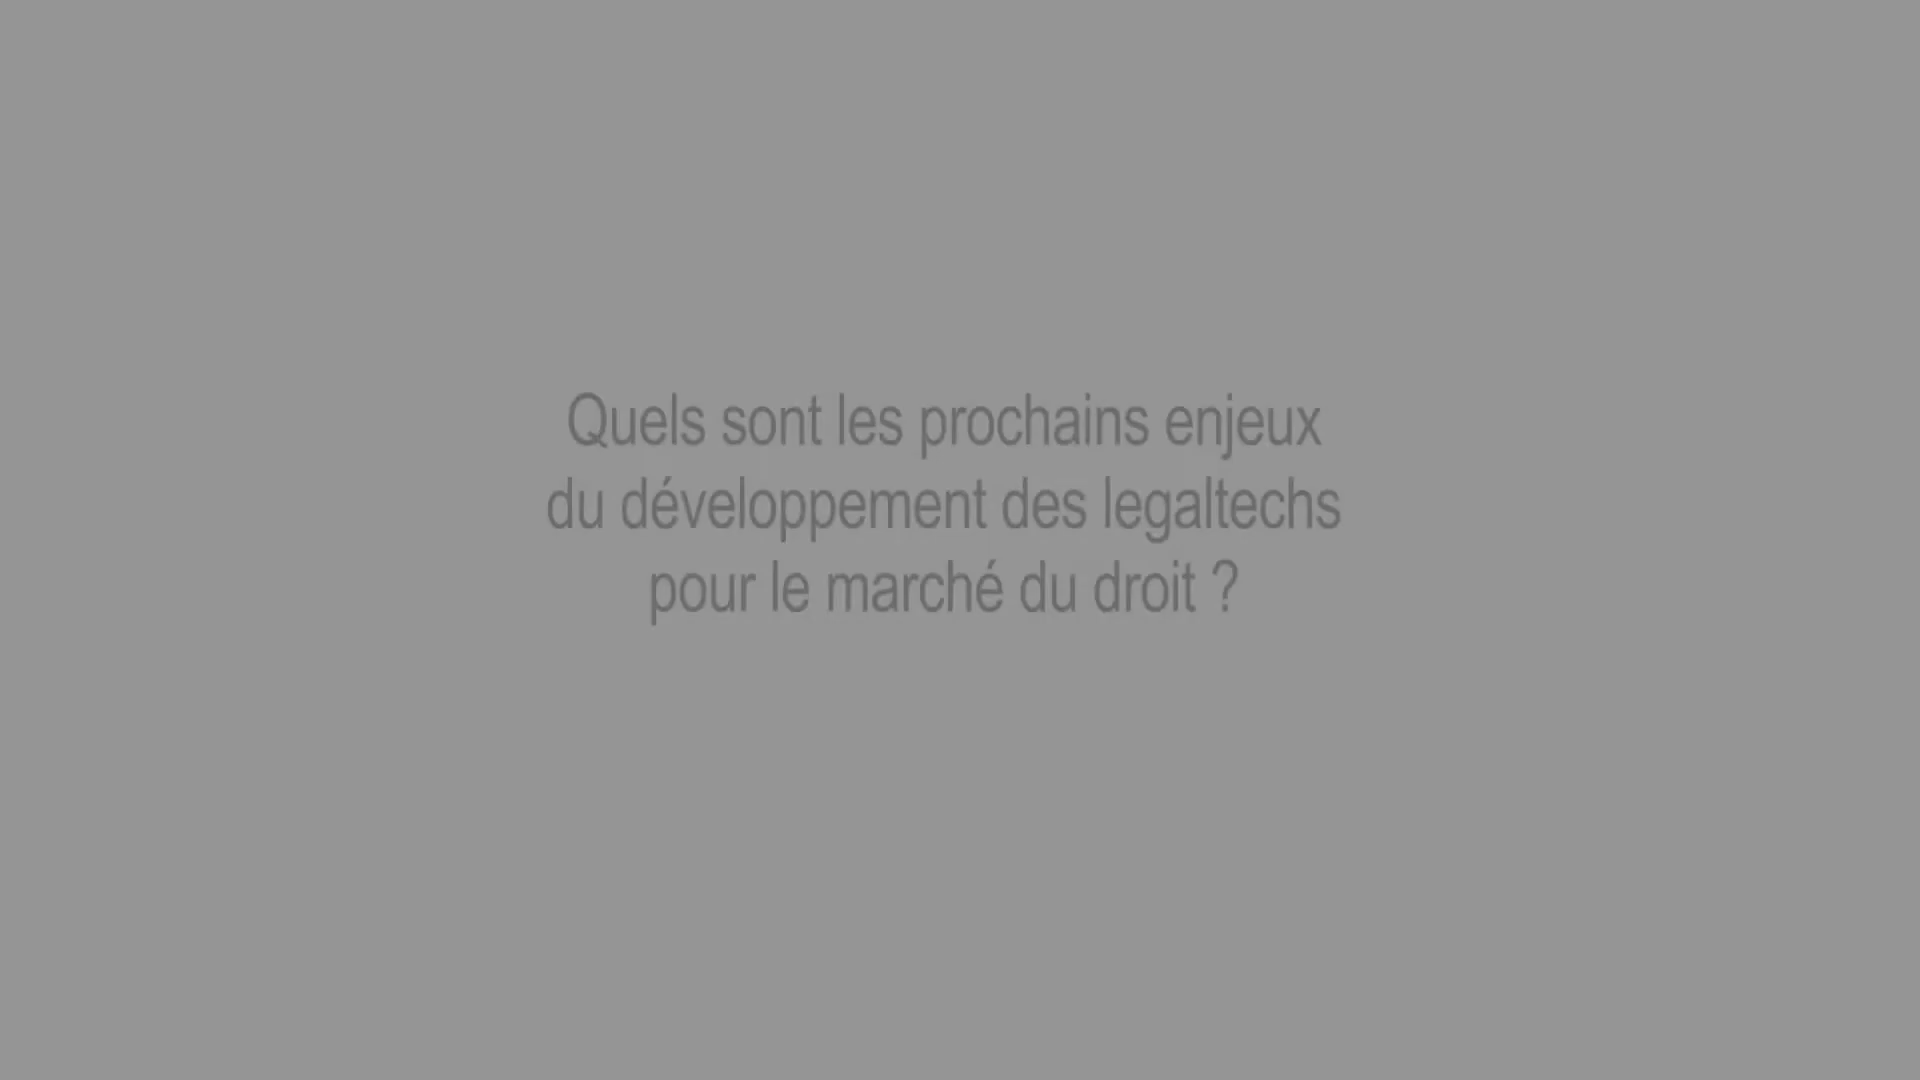 Quels sont les prochains enjeux
du développement des legaltechs
pour le marché du droit ?